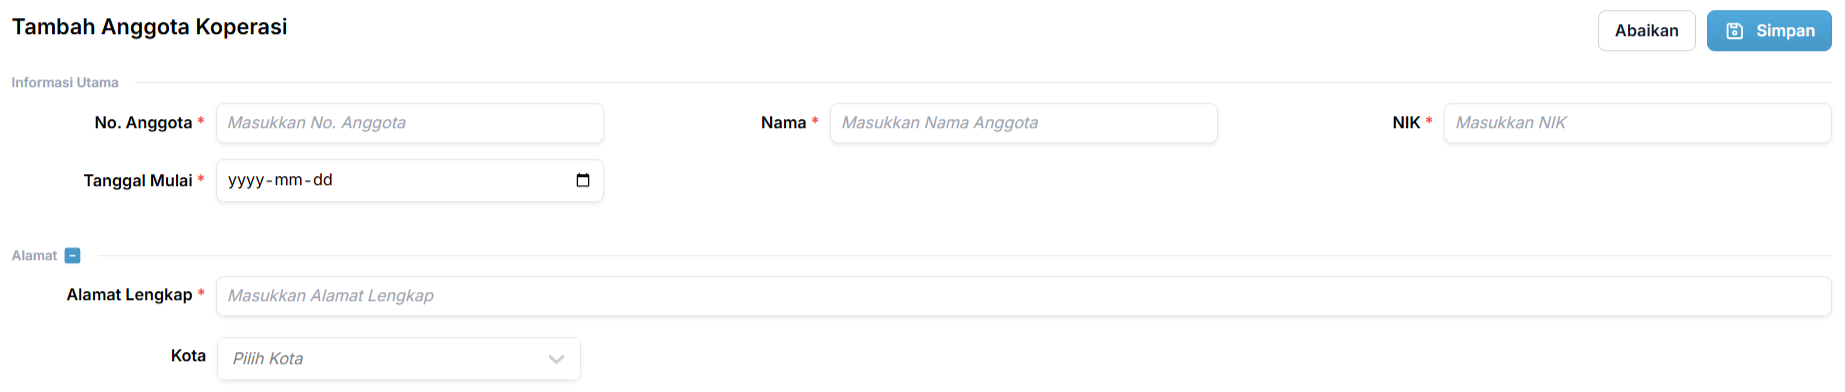 Tambah Anggota Koperasi
Abaikan
Simpan
Informasi Utama
No. Anggota * Masukkan No. Anggota
Nama * Masukkan Nama Anggota
NIK * Masukkan NIK
Tanggal Mulai * yyyy-mm-dd
Alamat
Alamat Lengkap * Masukkan Alamat Lengkap
Kota Pilih Kota